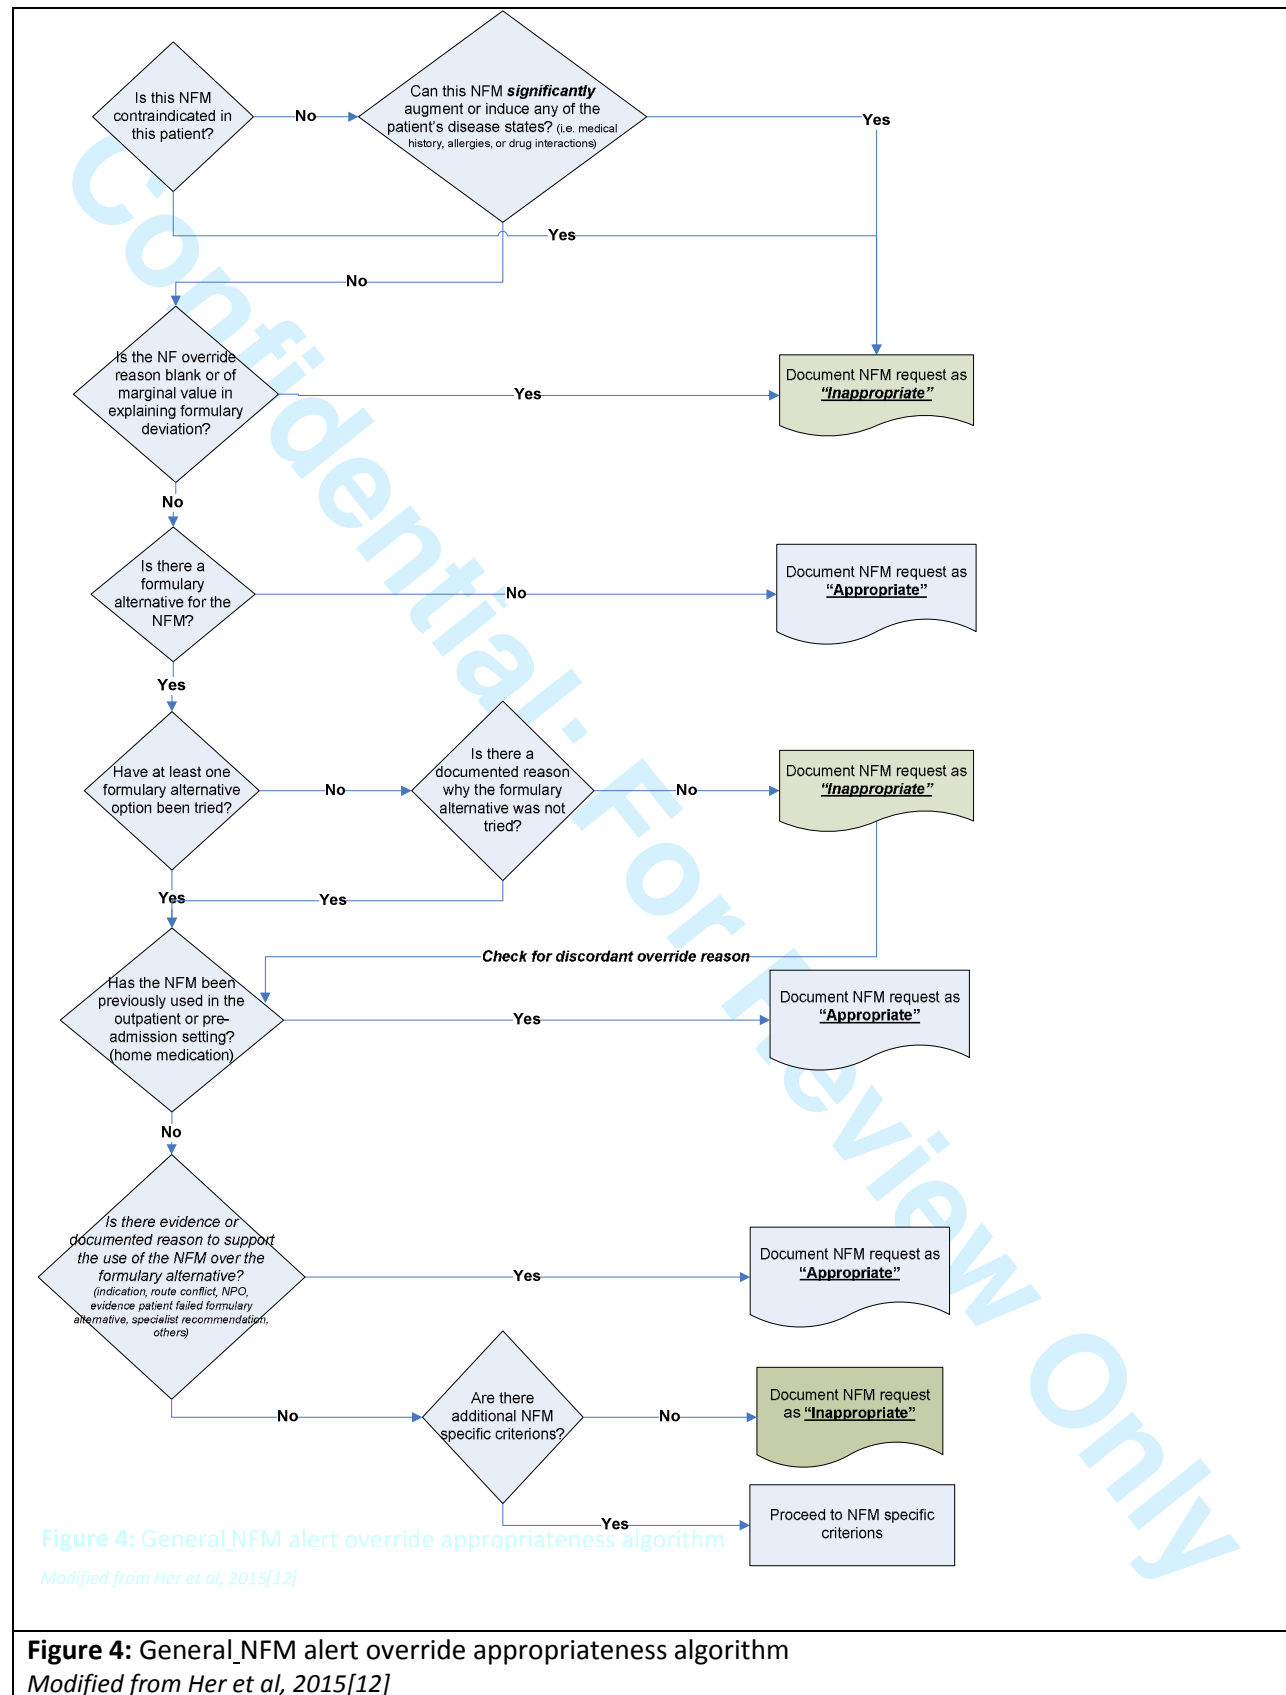 Is this NFM
contraindicated in
this patient?
No
Can this NFM significantly
augment or induce any of the
patient's disease states? (i.e. medical
history, allergies, or drug interactions)
Yes
Yes
No
Is the NF override
reason blank or of
marginal value in
explaining formulary
deviation?
Yes
Document NFM request as
“Inappropriate”
No
Is there a
formulary
alternative for the
NFM?
No
Document NFM request as
“Appropriate”
Yes
Have at least one
formulary alternative
option been tried?
No
Is there a
documented reason
why the formulary
alternative was not
tried?
No
Document NFM request as
“Inappropriate”
Yes
Yes
Check for discordant override reason
Has the NFM been
previously used in the
outpatient or pre-
admission setting?
(home medication)
Yes
Document NFM request as
“Appropriate”
No
Is there evidence or
documented reason to support
the use of the NFM over the
formulary alternative?
(indication, route conflict, NPO,
evidence patient failed formulary
alternative, specialist recommendation,
others)
Yes
Document NFM request as
“Appropriate”
No
Are there
additional NFM
specific criterions?
No
Document NFM request
as “Inappropriate”
Yes
Proceed to NFM specific
criterions
Figure 4: General NFM alert override appropriateness algorithm
Modified from Her et al, 2015[12]
Confidential: For Review Only
Figure 4: General NFM alert override appropriateness algorithm
Modified from Her et al, 2015[12]